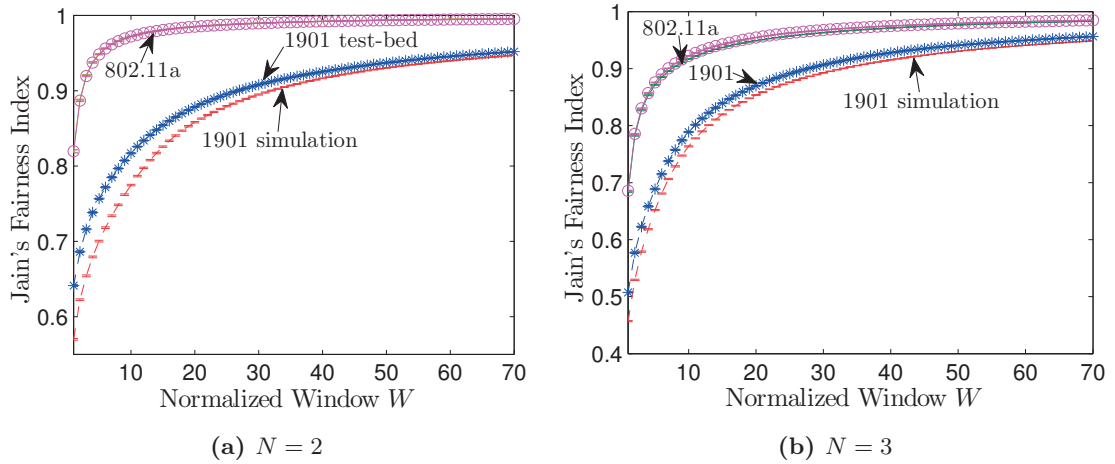 1
0.9
0.8
0.7
0.6
10 20 30 40 50 60 70
Jain's Fairness Index
Normalized Window W
802.11a
1901 test-bed
1901 simulation
(a) N = 2
1
0.9
0.8
0.7
0.6
0.5
0.4
10 20 30 40 50 60 70
Jain's Fairness Index
Normalized Window W
802.11a
1901
1901 simulation
(b) N = 3